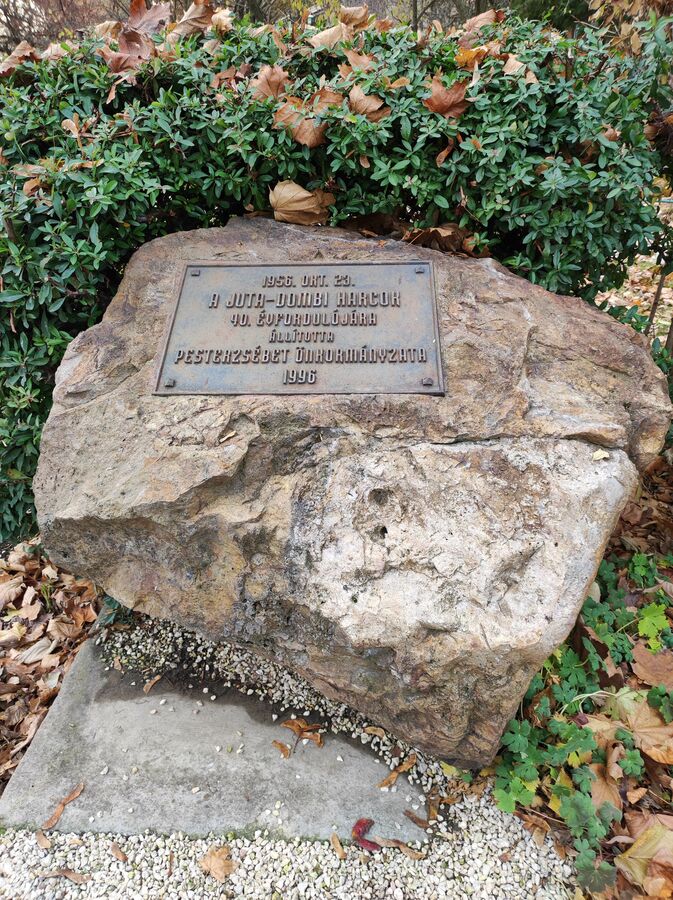 1956. OKT. 23.
A JUTA-DOMBI HARCOK
40. ÉVFORDULÓJÁRA
ÁLLÍTOTTA
PESTERZSÉBET ÖNKORMÁNYZATA
1996